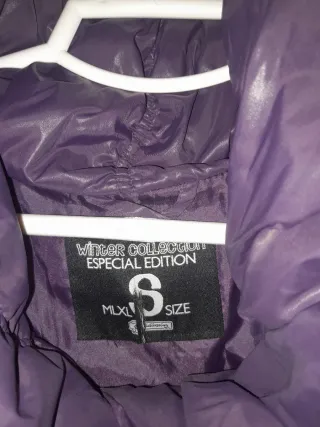 winter collection
ESPECIAL EDITION
S
MLXL SIZE